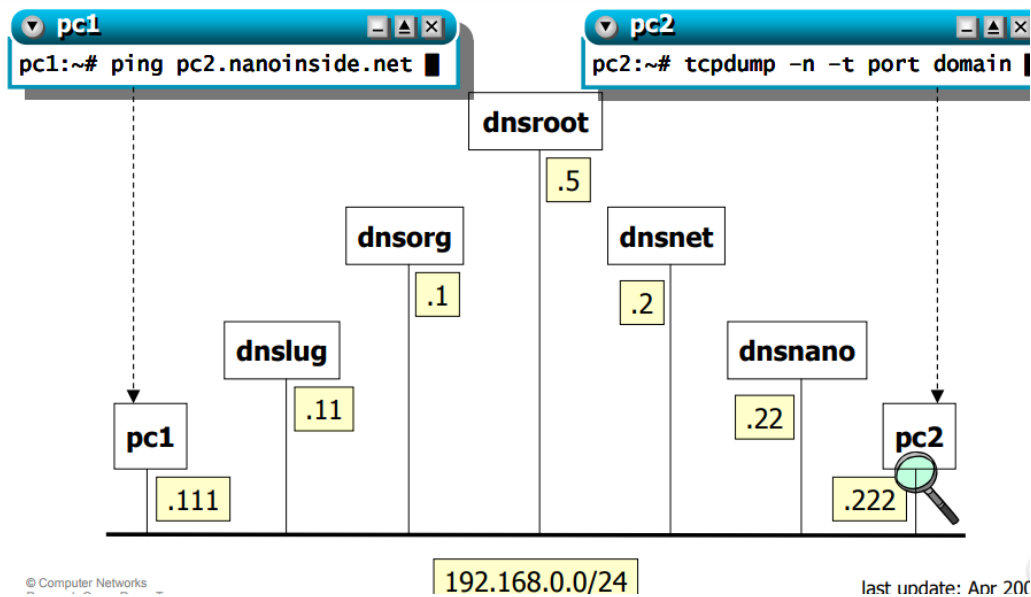 pc1
pc1:~# ping pc2.nanoinside.net
pc2
pc2:~# tcpdump -n -t port domain
dnsroot
.5
dnsorg
.1
dnsnet
.2
dnslug
.11
dnsnano
.22
pc1
.111
pc2
.222
192.168.0.0/24
© Computer Networks
last update: Apr 200